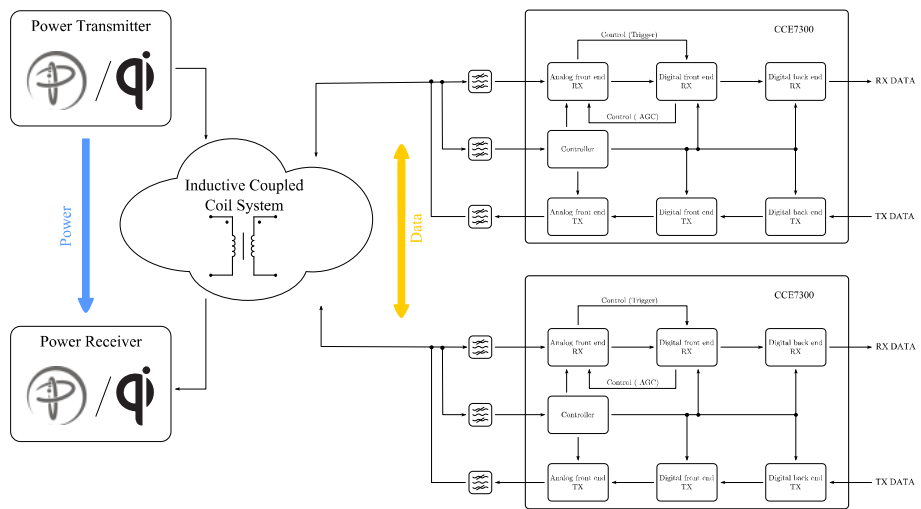 Power Transmitter
qi
Inductive Coupled
Coil System
Power
Data
Power Receiver
qi
CCE7300
Control (Trigger)
Analog front end
RX
Digital front end
RX
Digital back end
RX
RX DATA
Control ( AGC)
Controller
Analog front end
TX
Digital front end
TX
Digital back end
TX
TX DATA
CCE7300
Control (Trigger)
Analog front end
RX
Digital front end
RX
Digital back end
RX
RX DATA
Control ( AGC)
Controller
Analog front end
TX
Digital front end
TX
Digital back end
TX
TX DATA